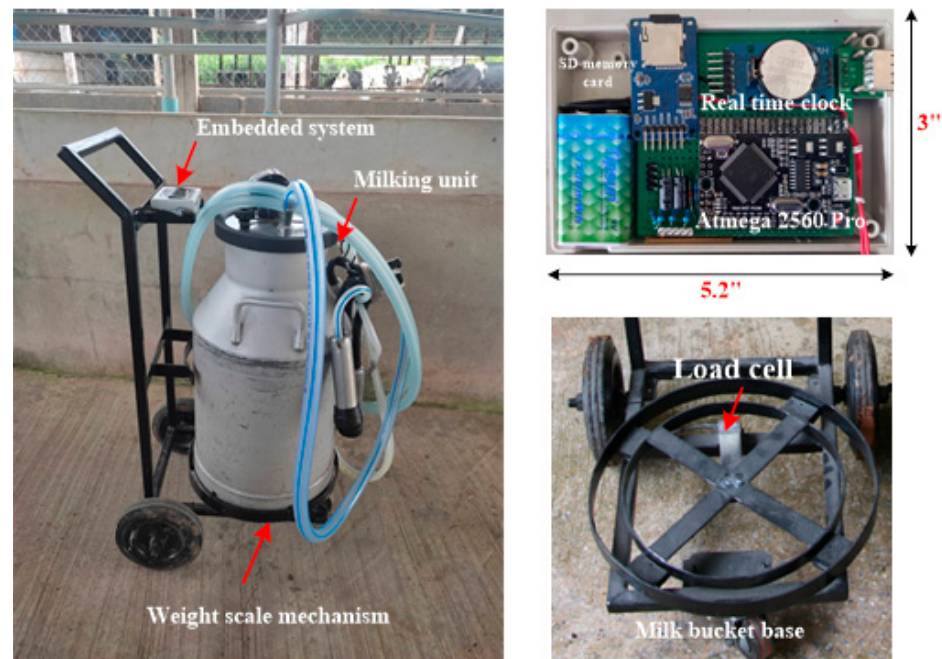 Embedded system
Milking unit
Weight scale mechanism
SD memory
card
Real time clock
Atmega 2560 Pro
3"
5.2"
Load cell
Milk bucket base